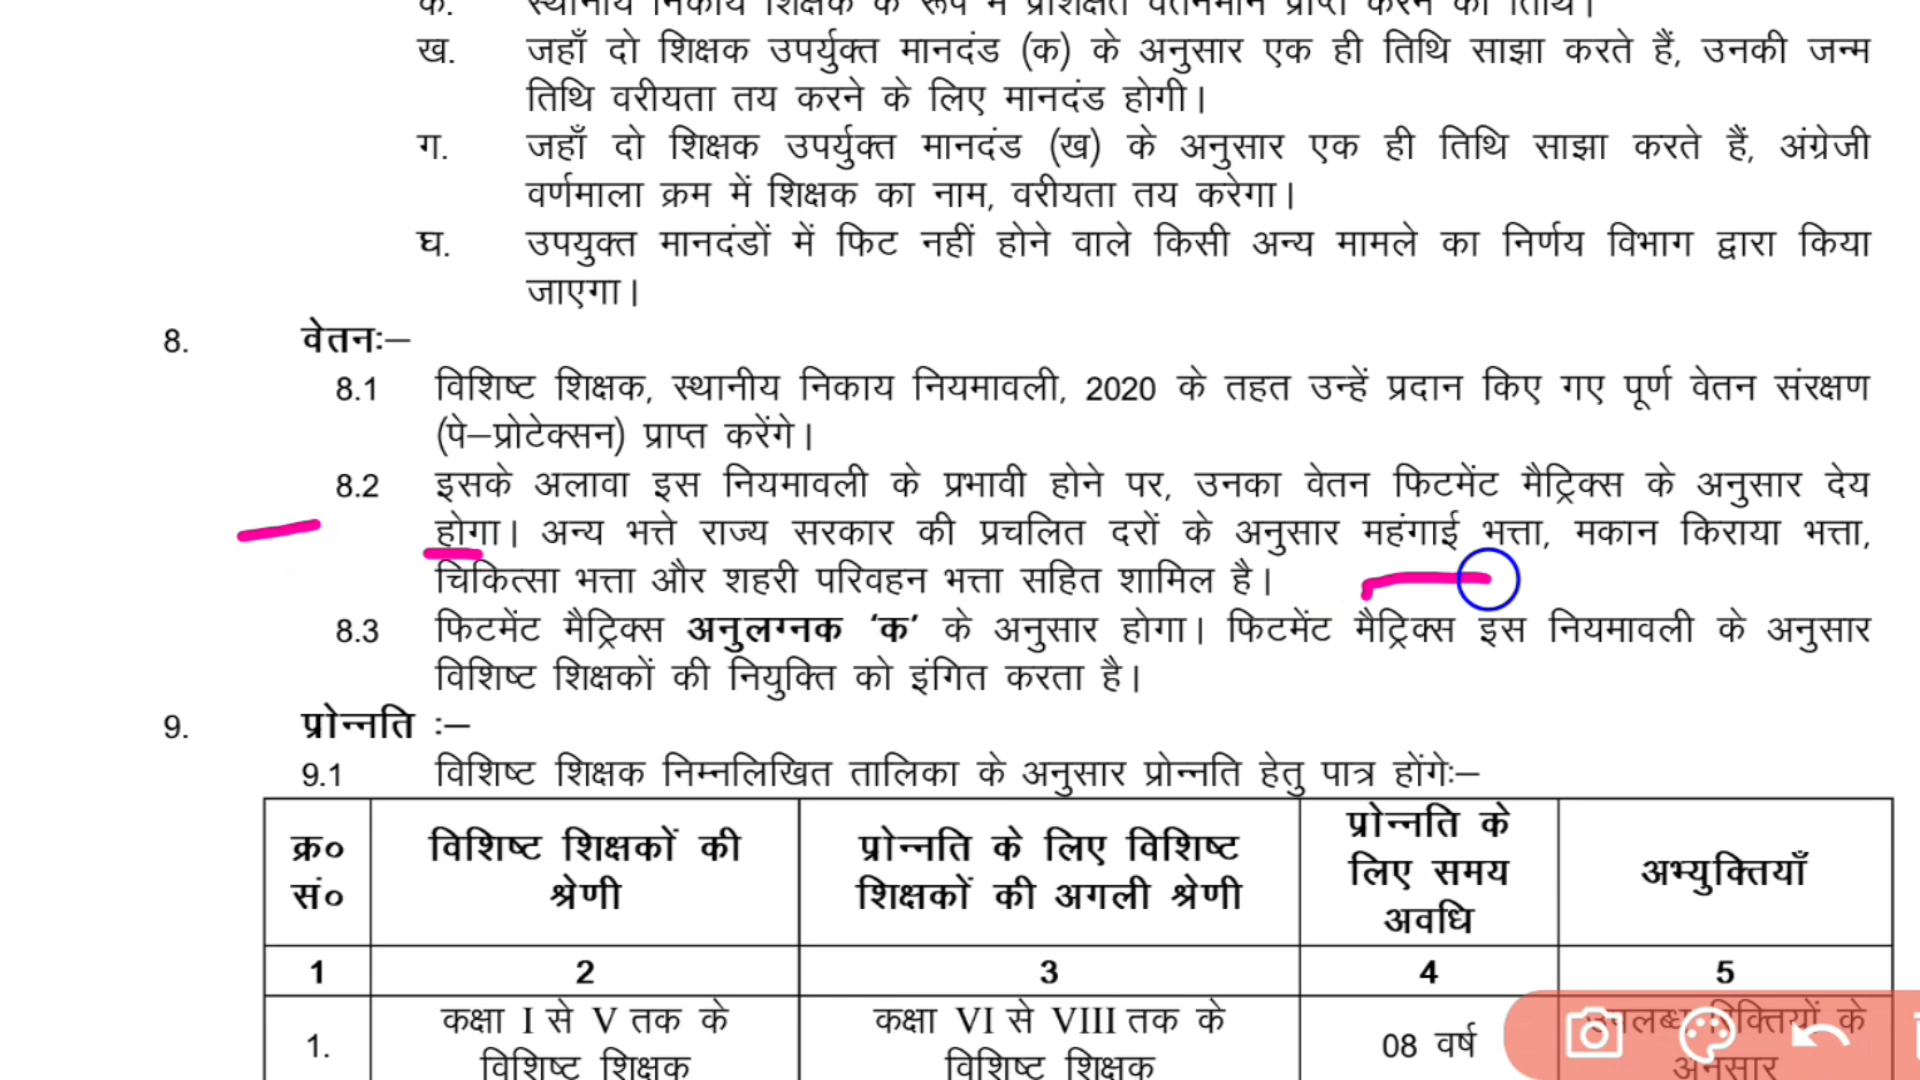 क. स्थानीय निकाय शिक्षक के रूप में प्रशिक्षित वेतनमान प्राप्त करने की तिथि।
ख. जहाँ दो शिक्षक उपर्युक्त मानदंड (क) के अनुसार एक ही तिथि साझा करते हैं, उनकी जन्म
तिथि वरीयता तय करने के लिए मानदंड होगी।
ग. जहाँ दो शिक्षक उपर्युक्त मानदंड (ख) के अनुसार एक ही तिथि साझा करते हैं, अंग्रेजी
वर्णमाला क्रम में शिक्षक का नाम, वरीयता तय करेगा।
घ. उपयुक्त मानदंडों में फिट नहीं होने वाले किसी अन्य मामले का निर्णय विभाग द्वारा किया
जाएगा।
8. वेतनः–
8.1 विशिष्ट शिक्षक, स्थानीय निकाय नियमावली, 2020 के तहत उन्हें प्रदान किए गए पूर्ण वेतन संरक्षण
(पे–प्रोटेक्सन) प्राप्त करेंगे।
8.2 इसके अलावा इस नियमावली के प्रभावी होने पर, उनका वेतन फिटमेंट मैट्रिक्स के अनुसार देय
होगा। अन्य भत्ते राज्य सरकार की प्रचलित दरों के अनुसार महंगाई भत्ता, मकान किराया भत्ता,
चिकित्सा भत्ता और शहरी परिवहन भत्ता सहित शामिल है।
8.3 फिटमेंट मैट्रिक्स अनुलग्नक ‘क’ के अनुसार होगा। फिटमेंट मैट्रिक्स इस नियमावली के अनुसार
विशिष्ट शिक्षकों की नियुक्ति को इंगित करता है।
9. प्रोन्नति :–
9.1 विशिष्ट शिक्षक निम्नलिखित तालिका के अनुसार प्रोन्नति हेतु पात्र होंगेः–
क्र० सं०
विशिष्ट शिक्षकों की श्रेणी
प्रोन्नति के लिए विशिष्ट शिक्षकों की अगली श्रेणी
प्रोन्नति के लिए समय अवधि
अभ्युक्तियाँ
1 2 3 4 5
1.
कक्षा I से V तक के विशिष्ट शिक्षक
कक्षा VI से VIII तक के विशिष्ट शिक्षक
08 वर्ष
उपलब्ध रिक्तियों के अनुसार